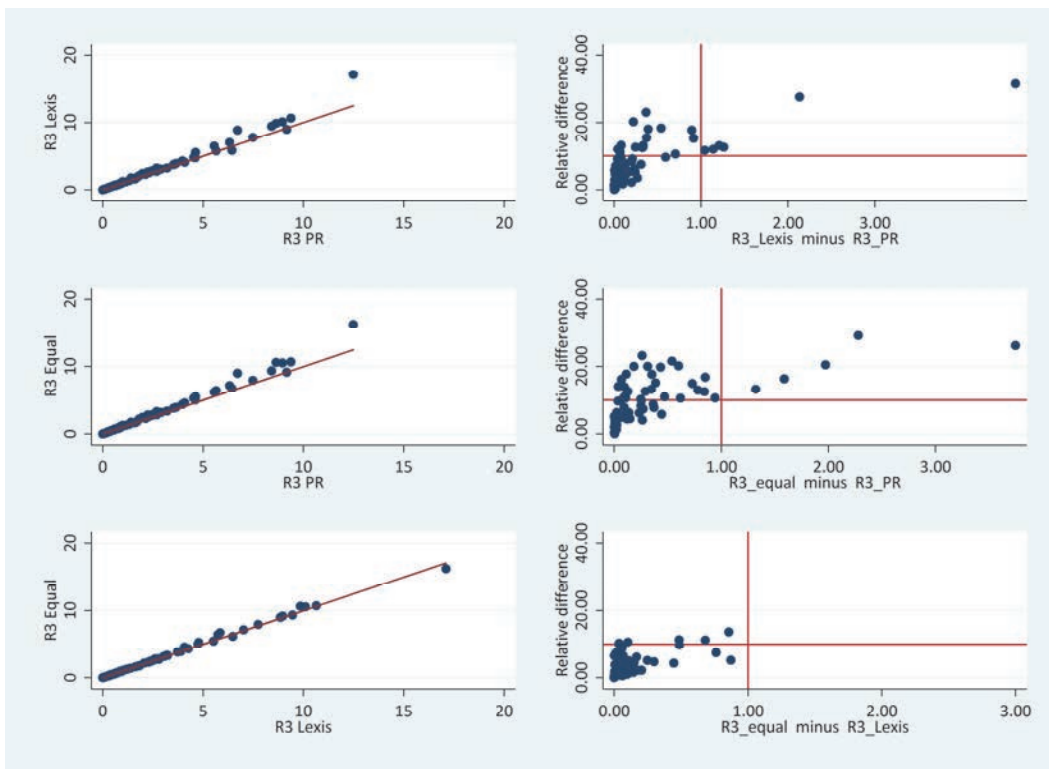 R3 Lexis
20
10
0
0 5 10 15 20
R3 PR
Relative difference
40.00
20.00
0.00
0.00 1.00 2.00 3.00
R3_Lexis minus R3_PR
R3 Equal
20
10
0
0 5 10 15 20
R3 PR
Relative difference
40.00
20.00
0.00
0.00 1.00 2.00 3.00
R3_equal minus R3_PR
R3 Equal
20
10
0
0 5 10 15 20
R3 Lexis
Relative difference
40.00
20.00
0.00
0.00 1.00 2.00 3.00
R3_equal minus R3_Lexis